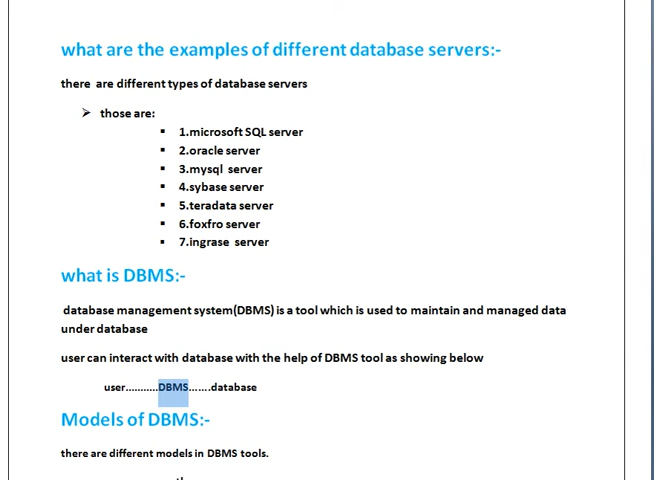 what are the examples of different database servers:-
there are different types of database servers
➢ those are:
▪ 1.microsoft SQL server
▪ 2.oracle server
▪ 3.mysql server
▪ 4.sybase server
▪ 5.teradata server
▪ 6.foxfro server
▪ 7.ingrase server
what is DBMS:-
database management system(DBMS) is a tool which is used to maintain and managed data
under database
user can interact with database with the help of DBMS tool as showing below
user...........DBMS.......database
Models of DBMS:-
there are different models in DBMS tools.